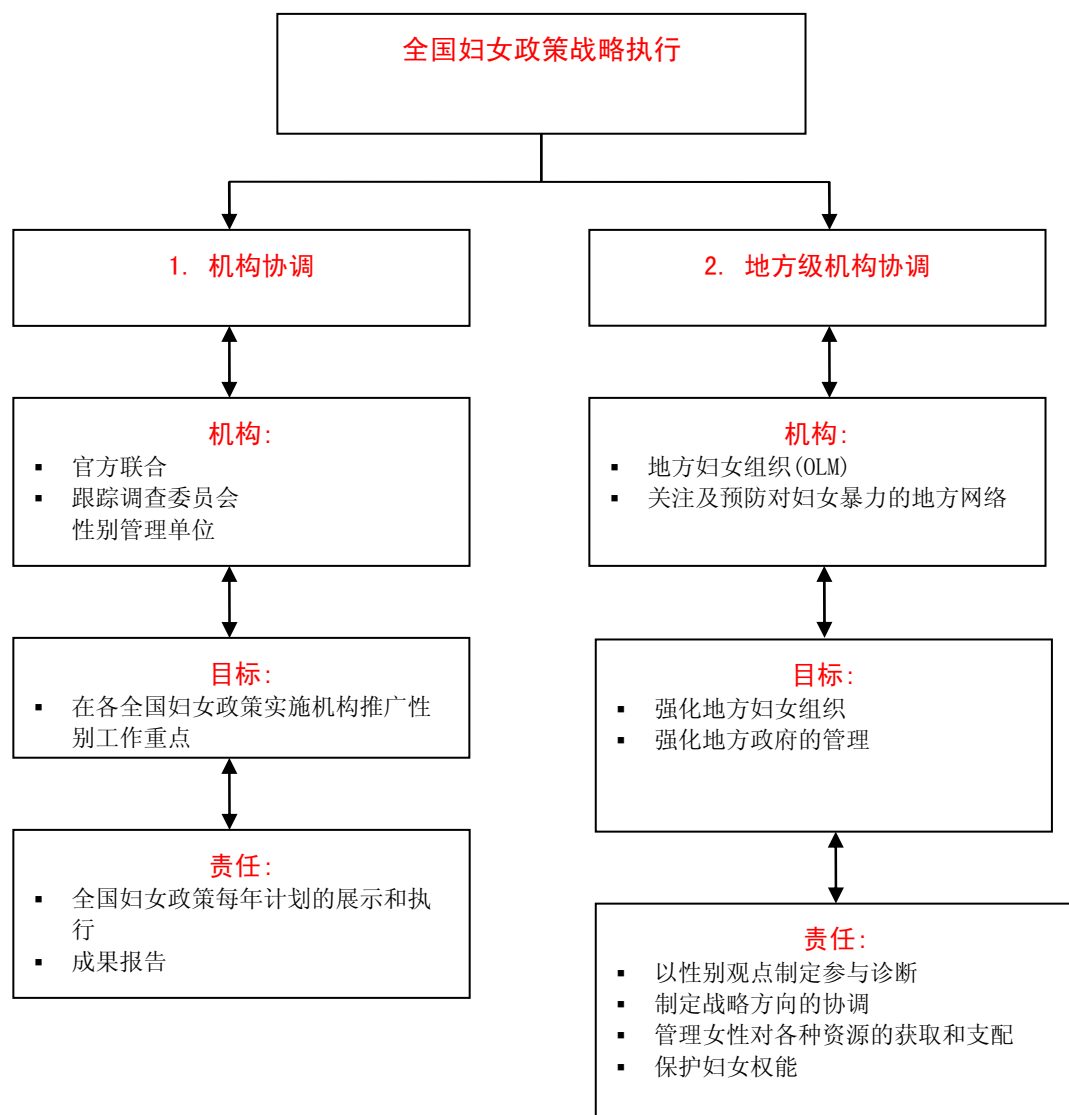 全国妇女政策战略执行
1. 机构协调
机构:
▪ 官方联合
▪ 跟踪调查委员会
性别管理单位
目标:
▪ 在各全国妇女政策实施机构推广性
别工作重点
责任:
▪ 全国妇女政策每年计划的展示和执
行
▪ 成果报告
2. 地方级机构协调
机构:
▪ 地方妇女组织(OLM)
▪ 关注及预防对妇女暴力的地方网络
目标:
▪ 强化地方妇女组织
▪ 强化地方政府的管理
责任:
▪ 以性别观点制定参与诊断
▪ 制定战略方向的协调
▪ 管理女性对各种资源的获取和支配
▪ 保护妇女权能